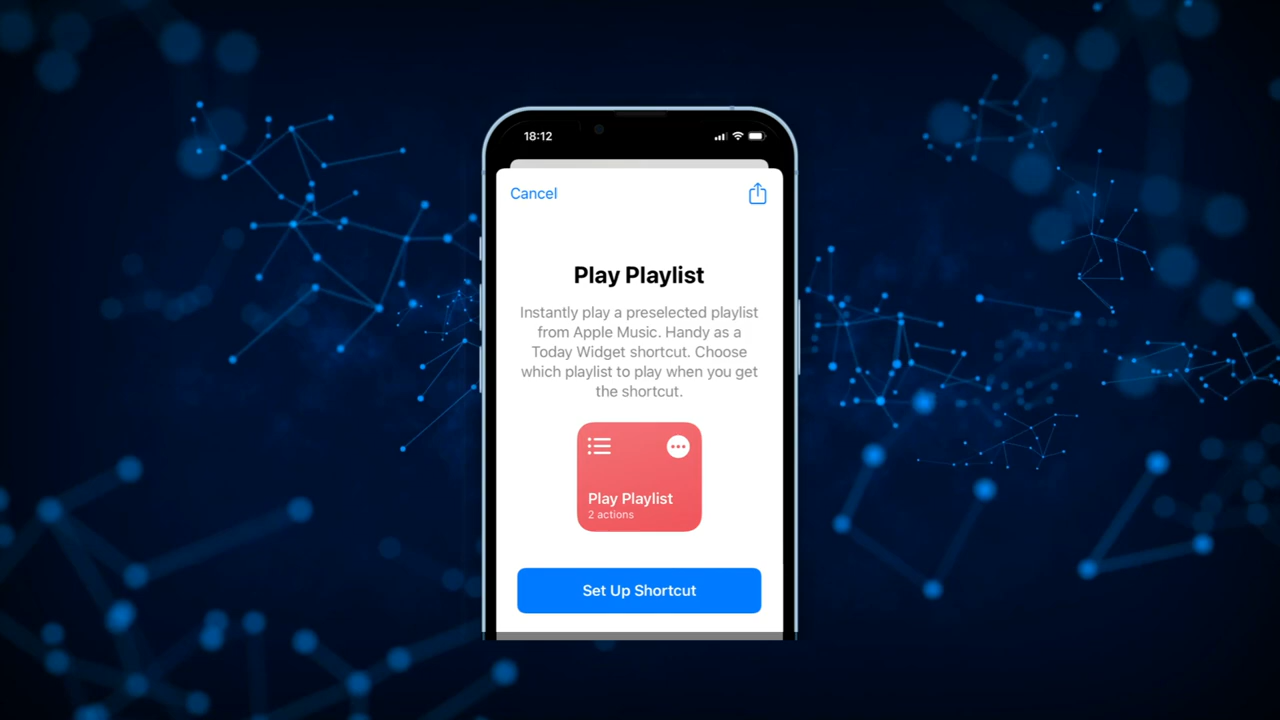 18:12
Cancel
Play Playlist
Instantly play a preselected playlist
from Apple Music. Handy as a
Today Widget shortcut. Choose
which playlist to play when you get
the shortcut.
Play Playlist
2 actions
Set Up Shortcut